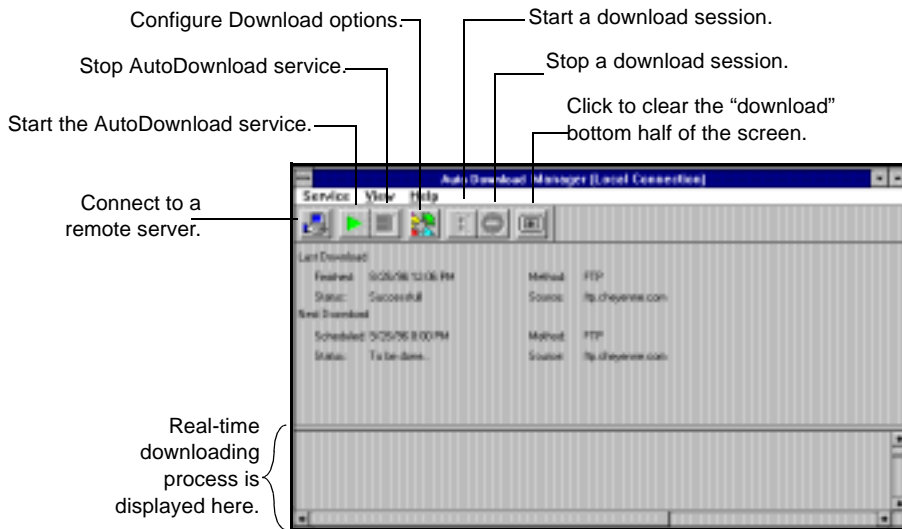 Configure Download options.
Start a download session.
Stop AutoDownload service.
Stop a download session.
Start the AutoDownload service.
Click to clear the “download”
bottom half of the screen.
Connect to a
remote server.
Auto Download Manager (Local Connection)
Service View Help
Last Download
Finished: 8/26/96 12:06 PM Method: FTP
Status: Successful! Source: ftp.cheyenne.com
Next Download
Scheduled: 9/25/96 8:00 PM Method: FTP
Status: To be done.. Source: ftp.cheyenne.com
Real-time
downloading
process is
displayed here.